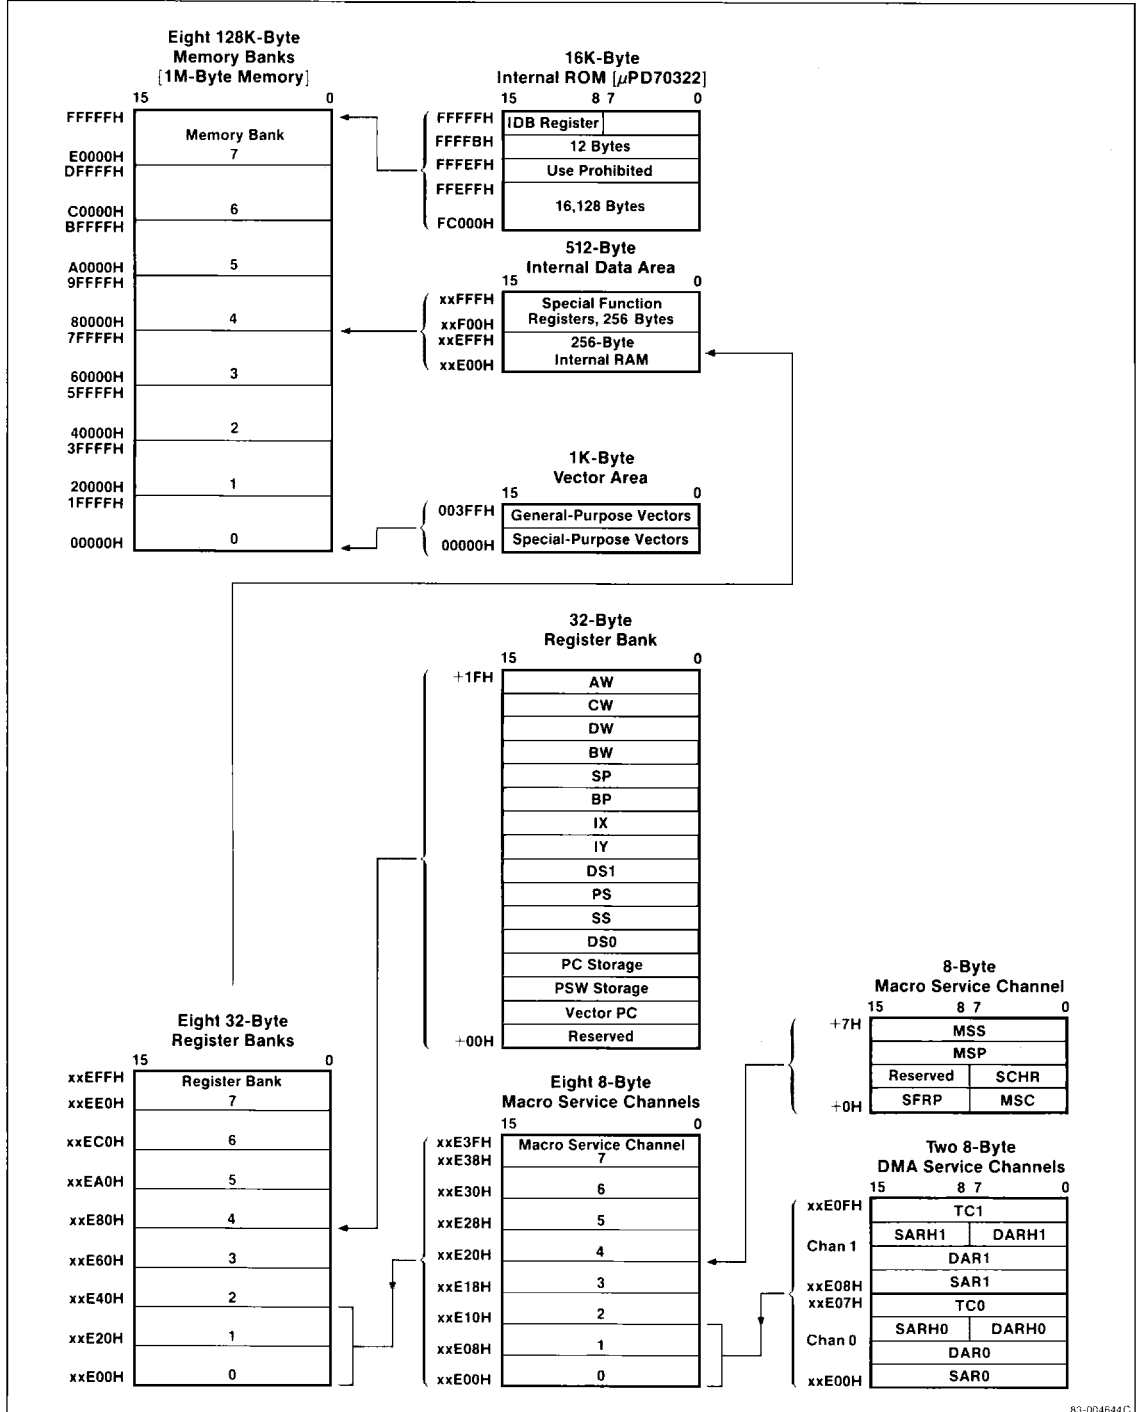 Eight 128K-Byte
Memory Banks
[1M-Byte Memory]
15 0
FFFFFH
Memory Bank
7
E0000H
DFFFFH
6
C0000H
BFFFFH
5
A0000H
9FFFFH
4
80000H
7FFFFH
3
60000H
5FFFFH
2
40000H
3FFFFH
1
20000H
1FFFFH
0
00000H
16K-Byte
Internal ROM [μPD70322]
15 8 7 0
FFFFFH
IDB Register
FFFFBH
12 Bytes
FFFEFH
Use Prohibited
FFEFFH
16,128 Bytes
FC000H
512-Byte
Internal Data Area
15 0
xxFFFH
Special Function
Registers, 256 Bytes
xxF00H
xxEFFH
256-Byte
Internal RAM
xxE00H
1K-Byte
Vector Area
15 0
003FFH
General-Purpose Vectors
Special-Purpose Vectors
00000H
32-Byte
Register Bank
15 0
+1FH
AW
CW
DW
BW
SP
BP
IX
IY
DS1
PS
SS
DS0
PC Storage
PSW Storage
Vector PC
Reserved
+00H
Eight 32-Byte
Register Banks
15 0
xxEFFH
Register Bank
7
xxEE0H
6
xxEC0H
5
xxEA0H
4
xxE80H
3
xxE60H
2
xxE40H
1
xxE20H
0
xxE00H
Eight 8-Byte
Macro Service Channels
15 0
xxE3FH
Macro Service Channel
7
xxE38H
6
xxE30H
5
xxE28H
4
xxE20H
3
xxE18H
2
xxE10H
1
xxE08H
0
xxE00H
8-Byte
Macro Service Channel
15 8 7 0
+7H
MSS
MSP
Reserved SCHR
SFRP MSC
+0H
Two 8-Byte
DMA Service Channels
15 8 7 0
xxE0FH
TC1
SARH1 DARH1
Chan 1
DAR1
SAR1
xxE08H
xxE07H
TC0
SARH0 DARH0
Chan 0
DAR0
SAR0
xxE00H
83-004644C